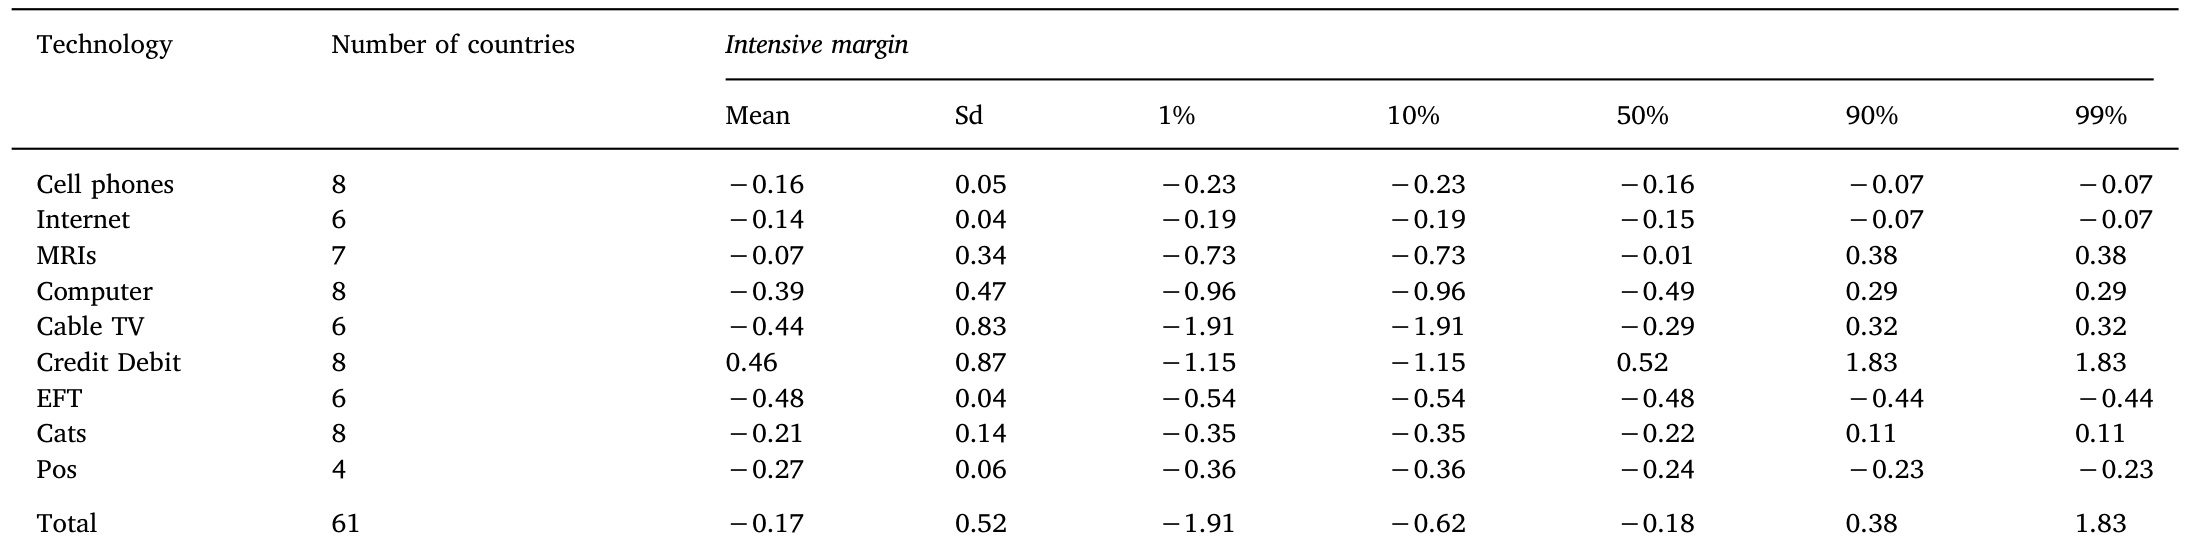 Technology Number of countries Intensive margin
Mean Sd 1% 10% 50% 90% 99%
Cell phones 8 −0.16 0.05 −0.23 −0.23 −0.16 −0.07 −0.07
Internet 6 −0.14 0.04 −0.19 −0.19 −0.15 −0.07 −0.07
MRIs 7 −0.07 0.34 −0.73 −0.73 −0.01 0.38 0.38
Computer 8 −0.39 0.47 −0.96 −0.96 −0.49 0.29 0.29
Cable TV 6 −0.44 0.83 −1.91 −1.91 −0.29 0.32 0.32
Credit Debit 8 0.46 0.87 −1.15 −1.15 0.52 1.83 1.83
EFT 6 −0.48 0.04 −0.54 −0.54 −0.48 −0.44 −0.44
Cats 8 −0.21 0.14 −0.35 −0.35 −0.22 0.11 0.11
Pos 4 −0.27 0.06 −0.36 −0.36 −0.24 −0.23 −0.23
Total 61 −0.17 0.52 −1.91 −0.62 −0.18 0.38 1.83